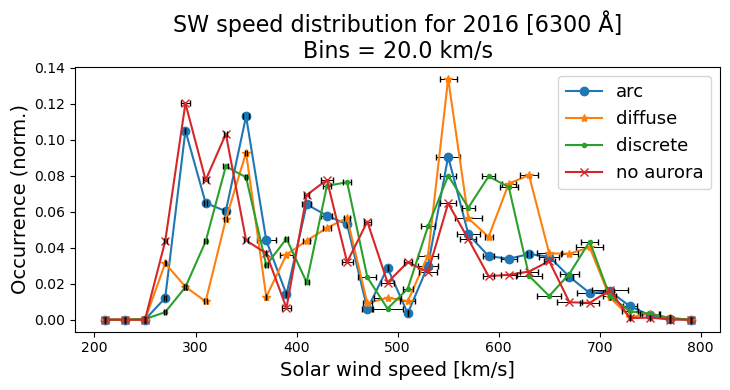 SW speed distribution for 2016 [6300 Å]
Bins = 20.0 km/s
Occurrence (norm.)
0.14
0.12
0.10
0.08
0.06
0.04
0.02
0.00
arc
diffuse
discrete
no aurora
200 300 400 500 600 700 800
Solar wind speed [km/s]